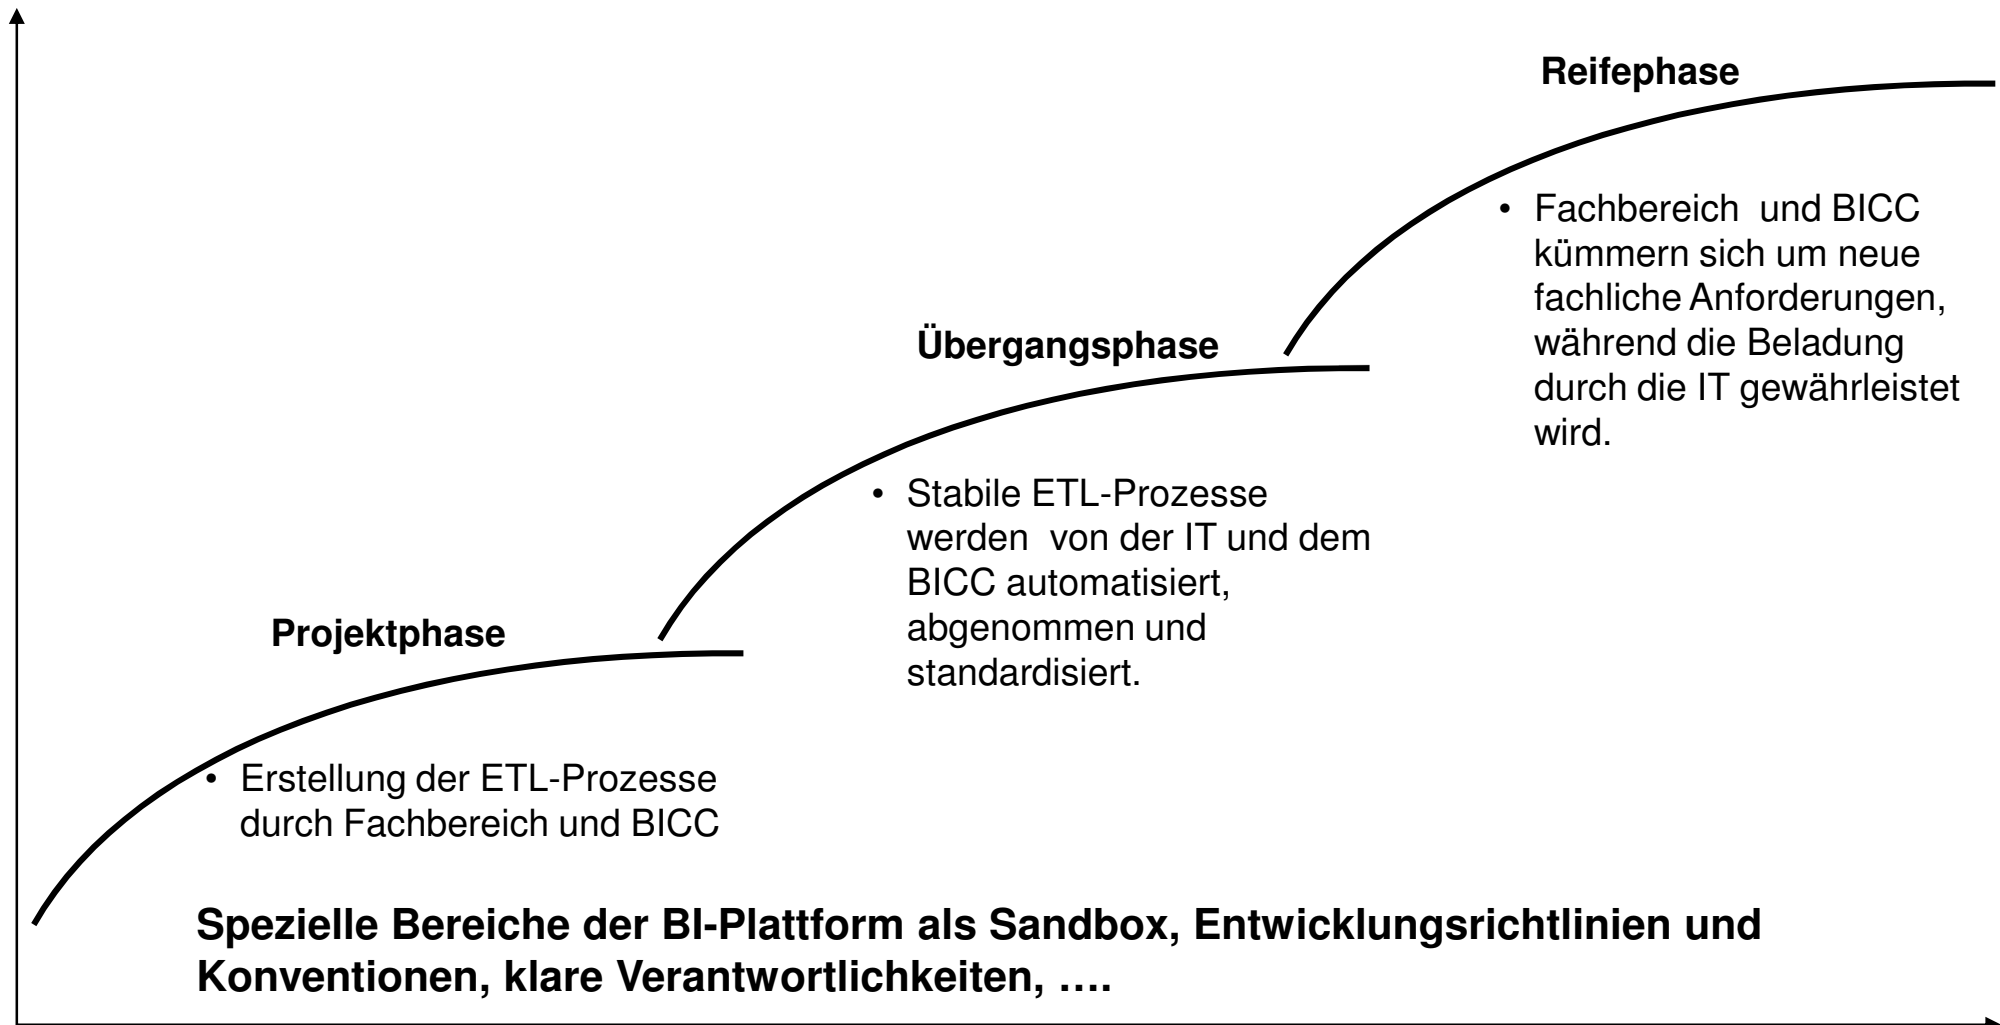 Reifephase
• Fachbereich und BICC
kümmern sich um neue
fachliche Anforderungen,
während die Beladung
durch die IT gewährleistet
wird.
Übergangsphase
• Stabile ETL-Prozesse
werden von der IT und dem
BICC automatisiert,
abgenommen und
standardisiert.
Projektphase
• Erstellung der ETL-Prozesse
durch Fachbereich und BICC
Spezielle Bereiche der BI-Plattform als Sandbox, Entwicklungsrichtlinien und
Konventionen, klare Verantwortlichkeiten, ….